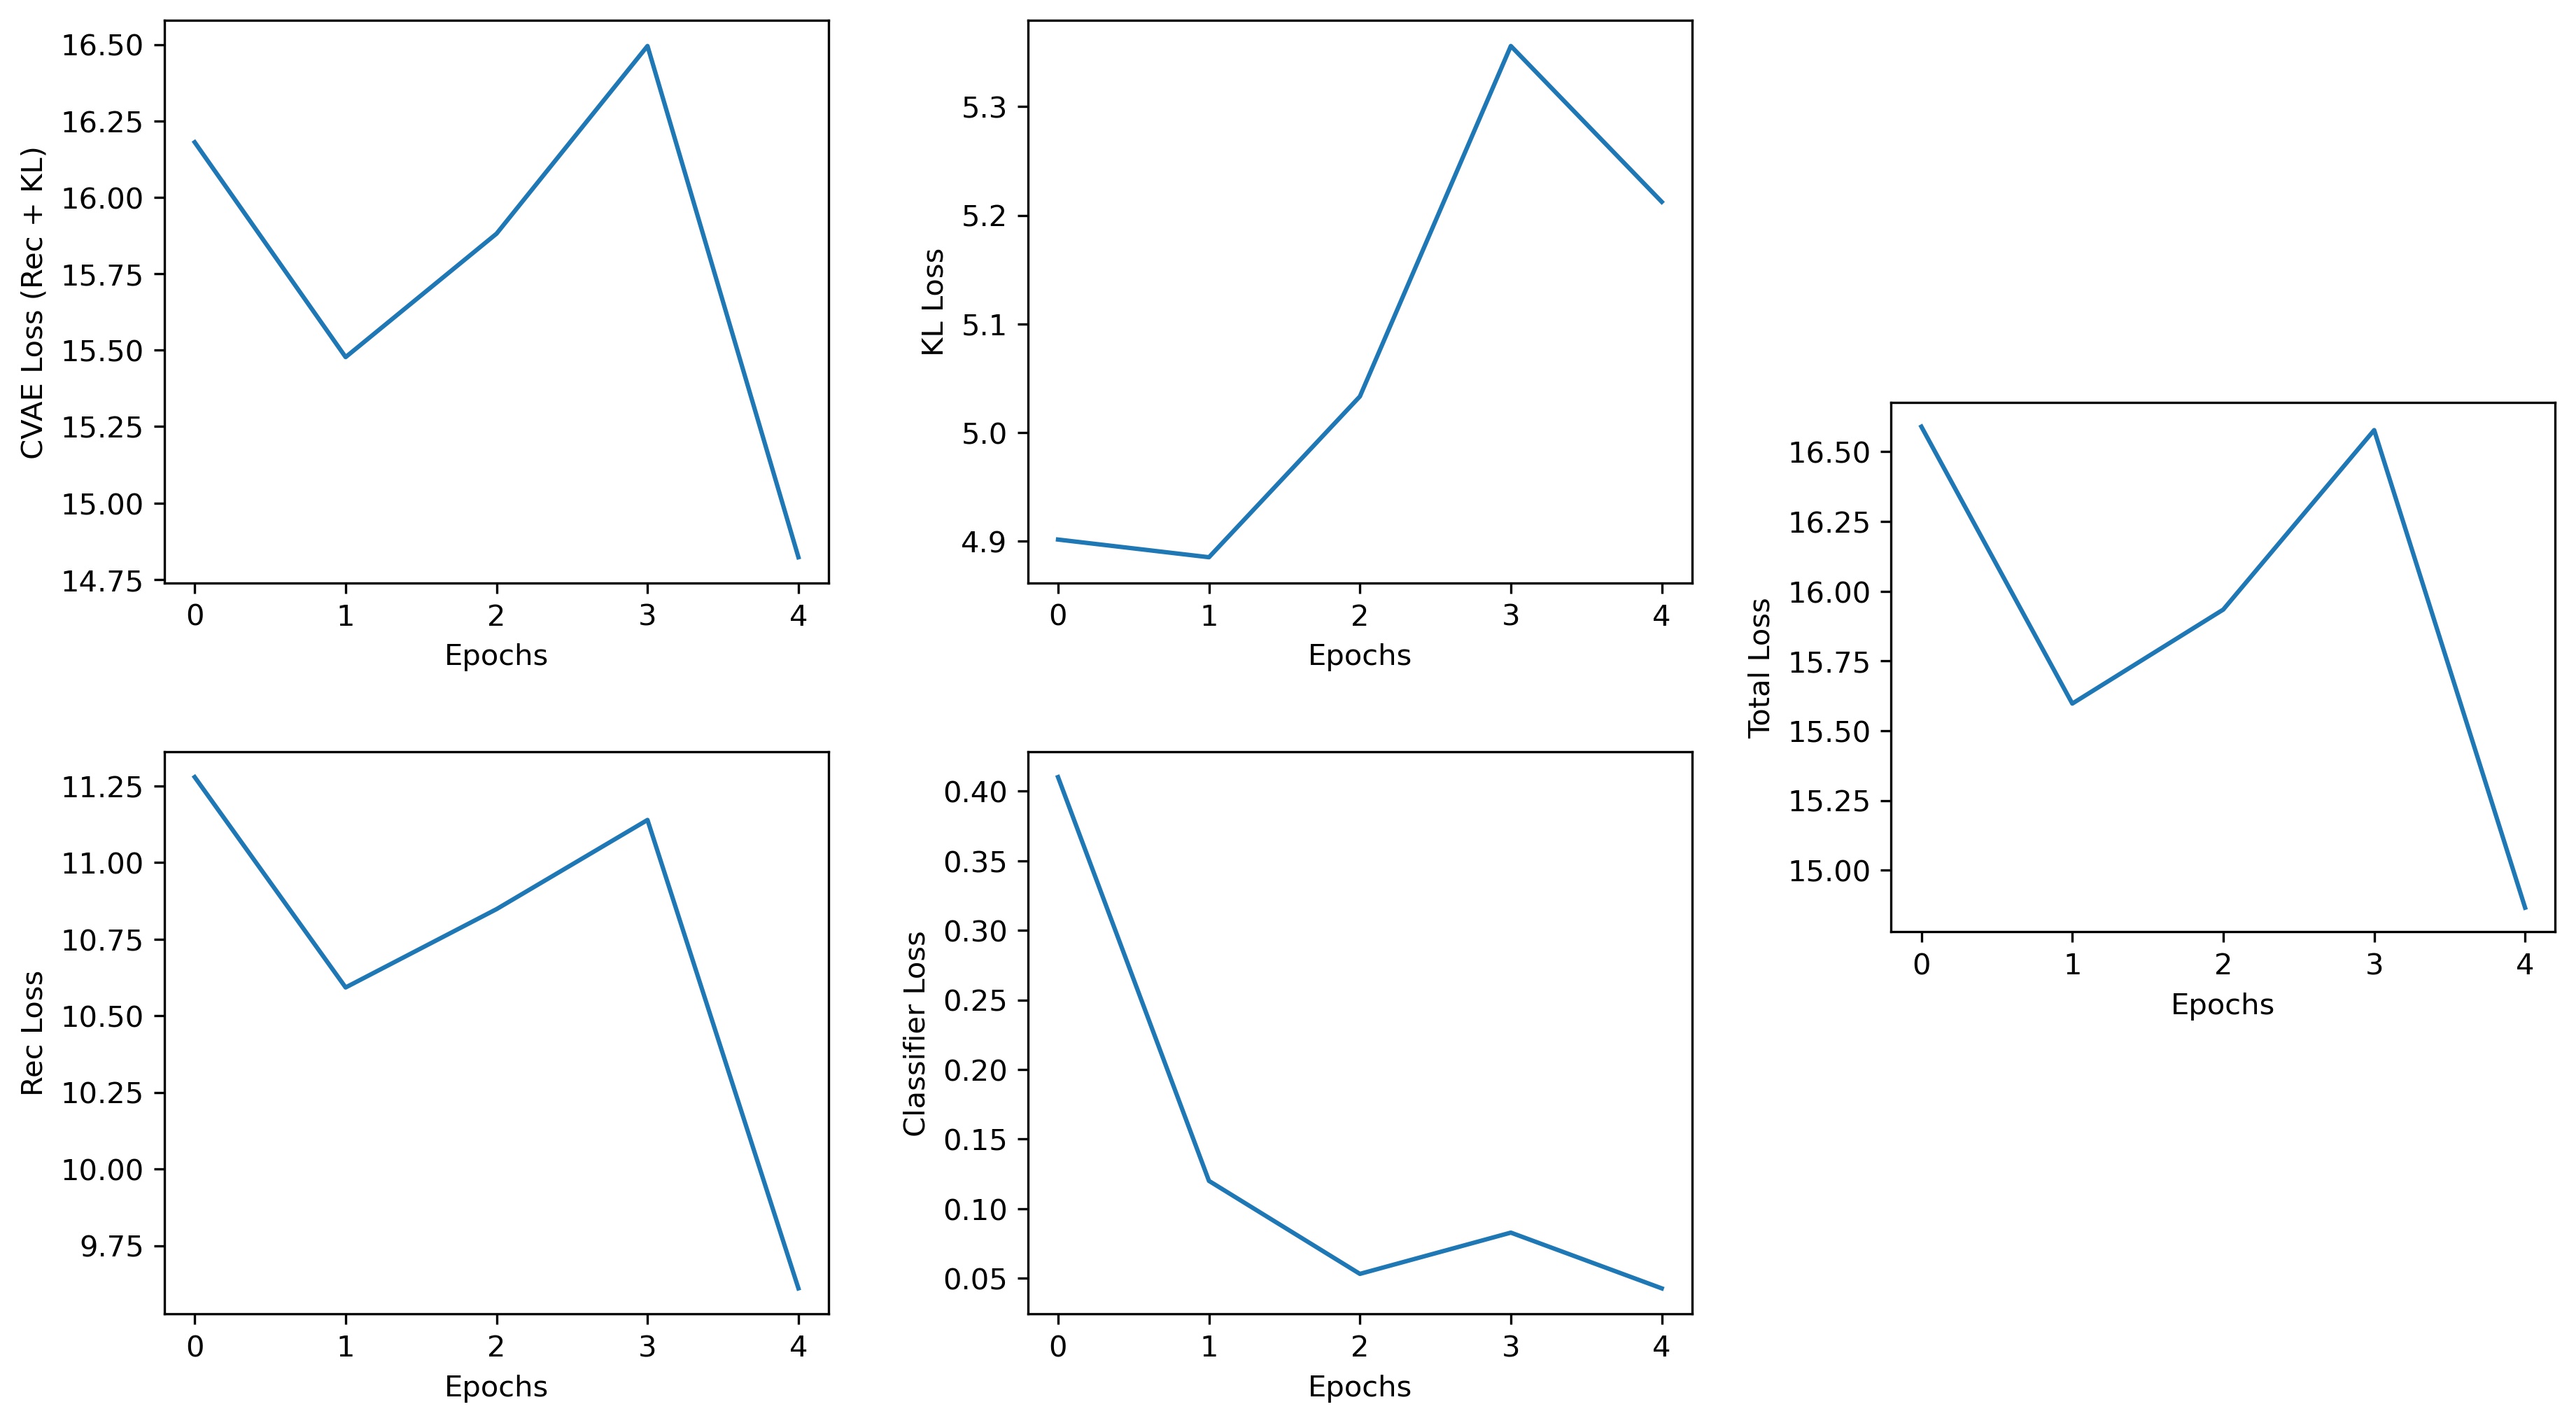 CVAE Loss (Rec + KL)
16.50
16.25
16.00
15.75
15.50
15.25
15.00
14.75
0 1 2 3 4
Epochs
KL Loss
5.3
5.2
5.1
5.0
4.9
0 1 2 3 4
Epochs
Rec Loss
11.25
11.00
10.75
10.50
10.25
10.00
9.75
0 1 2 3 4
Epochs
Classifier Loss
0.40
0.35
0.30
0.25
0.20
0.15
0.10
0.05
0 1 2 3 4
Epochs
Total Loss
16.50
16.25
16.00
15.75
15.50
15.25
15.00
0 1 2 3 4
Epochs